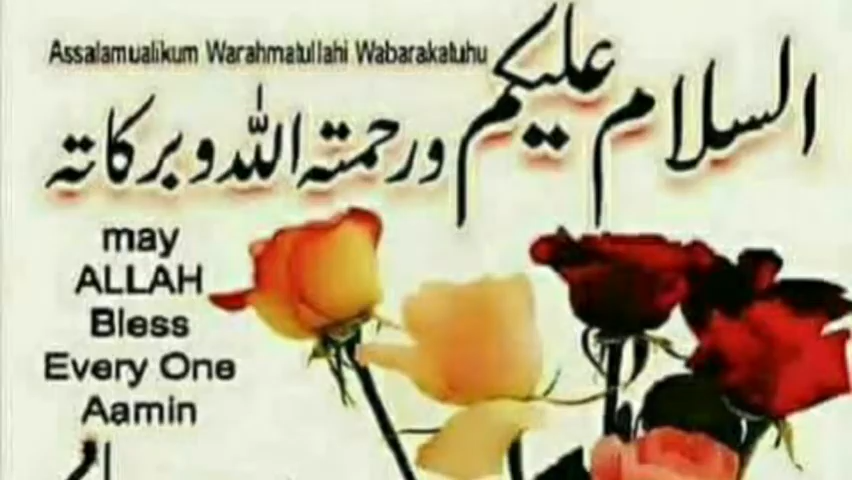 Assalamualikum Warahmatullahi Wabarakatuhu
السلام علیکم
ورحمتہ اللہ وبرکاتہ
may
ALLAH
Bless
Every One
Aamin